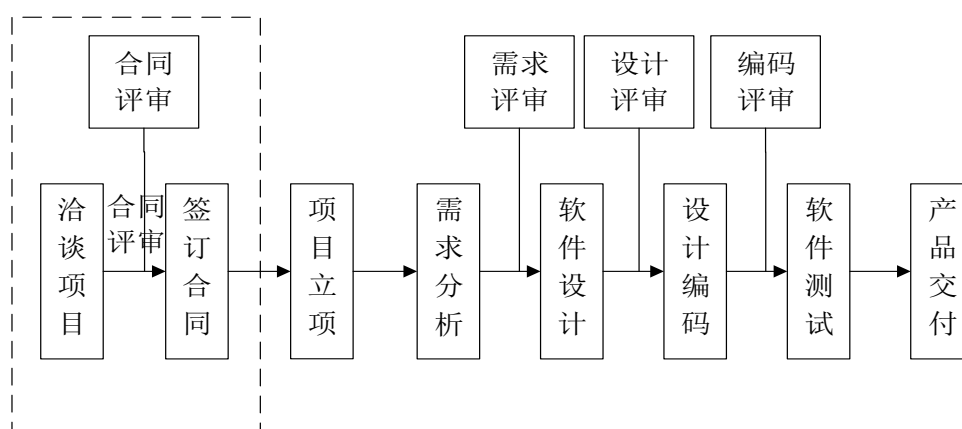 合同
评审
需求
评审
设计
评审
编码
评审
洽谈项目
合同
评审
签订合同
项目立项
需求分析
软件设计
设计编码
软件测试
产品交付